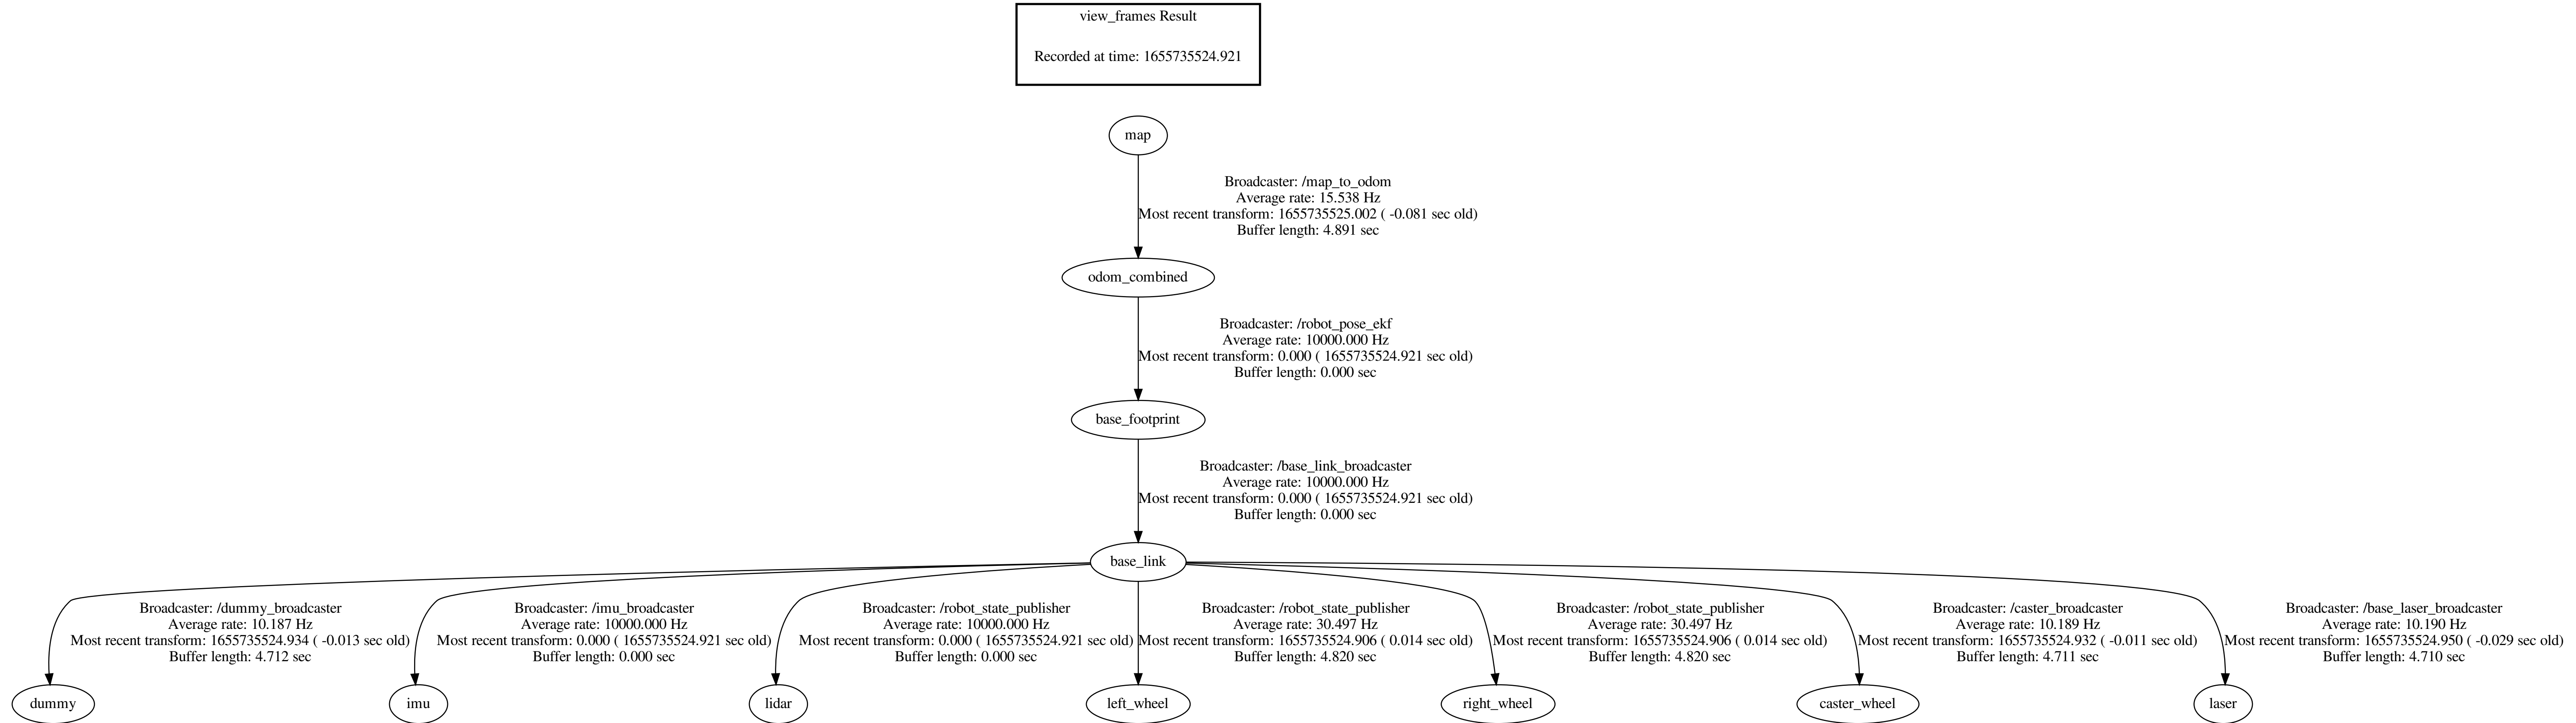 view_frames Result
Recorded at time: 1655735524.921
map
Broadcaster: /map_to_odom
Average rate: 15.538 Hz
Most recent transform: 1655735525.002 ( -0.081 sec old)
Buffer length: 4.891 sec
odom_combined
Broadcaster: /robot_pose_ekf
Average rate: 10000.000 Hz
Most recent transform: 0.000 ( 1655735524.921 sec old)
Buffer length: 0.000 sec
base_footprint
Broadcaster: /base_link_broadcaster
Average rate: 10000.000 Hz
Most recent transform: 0.000 ( 1655735524.921 sec old)
Buffer length: 0.000 sec
base_link
Broadcaster: /dummy_broadcaster
Average rate: 10.187 Hz
Most recent transform: 1655735524.934 ( -0.013 sec old)
Buffer length: 4.712 sec
Broadcaster: /imu_broadcaster
Average rate: 10000.000 Hz
Most recent transform: 0.000 ( 1655735524.921 sec old)
Buffer length: 0.000 sec
Broadcaster: /robot_state_publisher
Average rate: 10000.000 Hz
Most recent transform: 0.000 ( 1655735524.921 sec old)
Buffer length: 0.000 sec
Broadcaster: /robot_state_publisher
Average rate: 30.497 Hz
Most recent transform: 1655735524.906 ( 0.014 sec old)
Buffer length: 4.820 sec
Broadcaster: /robot_state_publisher
Average rate: 30.497 Hz
Most recent transform: 1655735524.906 ( 0.014 sec old)
Buffer length: 4.820 sec
Broadcaster: /caster_broadcaster
Average rate: 10.189 Hz
Most recent transform: 1655735524.932 ( -0.011 sec old)
Buffer length: 4.711 sec
Broadcaster: /base_laser_broadcaster
Average rate: 10.190 Hz
Most recent transform: 1655735524.950 ( -0.029 sec old)
Buffer length: 4.710 sec
dummy
imu
lidar
left_wheel
right_wheel
caster_wheel
laser